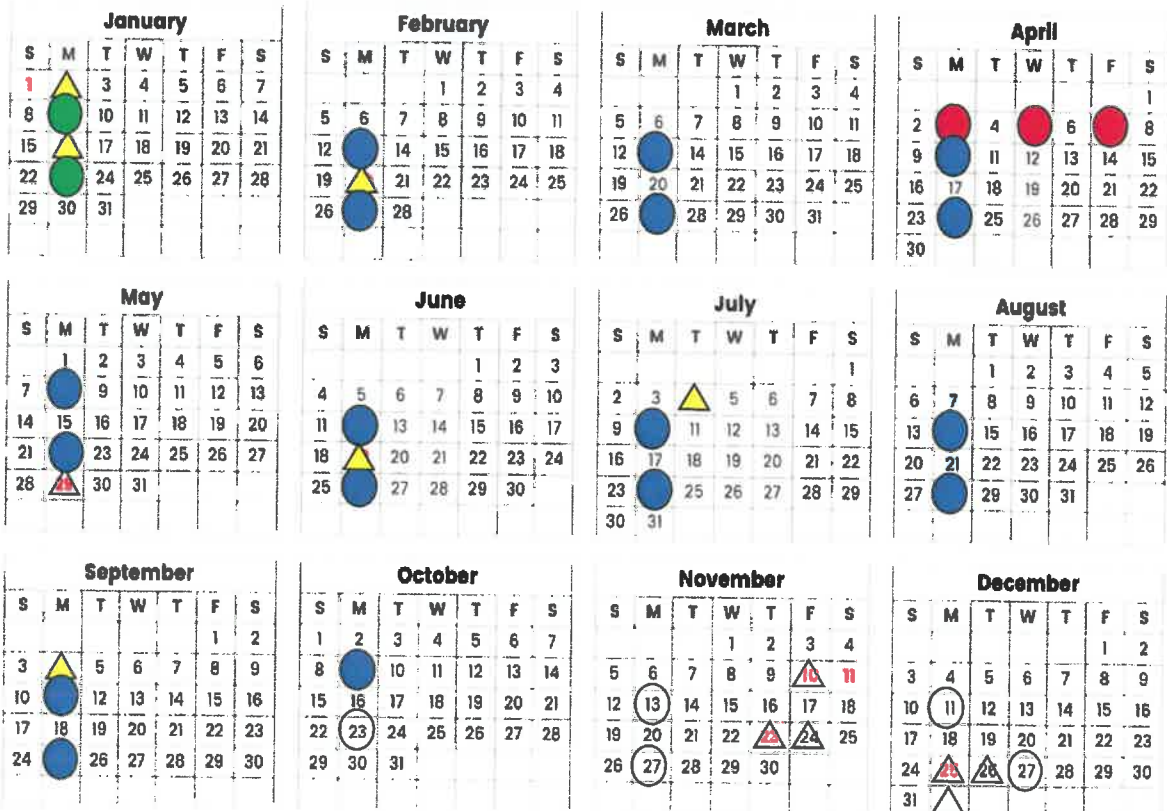 January
S M T W T F S
1 3 4 5 6 7
8 10 11 12 13 14
15 17 18 19 20 21
22 24 25 26 27 28
29 30 31
February
S M T W T F S
1 2 3 4
5 6 7 8 9 10 11
12 14 15 16 17 18
19 21 22 23 24 25
26 28
March
S M T W T F S
1 2 3 4
5 6 7 8 9 10 11
12 14 15 16 17 18
19 20 21 22 23 24 25
26 28 29 30 31
April
S M T W T F S
1
2 4 6 8
9 11 12 13 14 15
16 17 18 19 20 21 22
23 25 26 27 28 29
30
May
S M T W T F S
1 2 3 4 5 6
7 9 10 11 12 13
14 15 16 17 18 19 20
21 23 24 25 26 27
28 29 30 31
June
S M T W T F S
1 2 3
4 5 6 7 8 9 10
11 13 14 15 16 17
18 20 21 22 23 24
25 27 28 29 30
July
S M T W T F S
1
2 3 5 6 7 8
9 11 12 13 14 15
16 17 18 19 20 21 22
23 25 26 27 28 29
30 31
August
S M T W T F S
1 2 3 4 5
6 7 8 9 10 11 12
13 15 16 17 18 19
20 21 22 23 24 25 26
27 29 30 31
September
S M T W T F S
1 2
3 5 6 7 8 9
10 12 13 14 15 16
17 18 19 20 21 22 23
24 26 27 28 29 30
October
S M T W T F S
1 2 3 4 5 6 7
8 10 11 12 13 14
15 16 17 18 19 20 21
22 23 24 25 26 27 28
29 30 31
November
S M T W T F S
1 2 3 4
5 6 7 8 9 10 11
12 13 14 15 16 17 18
19 20 21 22 23 24 25
26 27 28 29 30
December
S M T W T F S
1 2
3 4 5 6 7 8 9
10 11 12 13 14 15 16
17 18 19 20 21 22 23
24 25 26 27 28 29 30
31